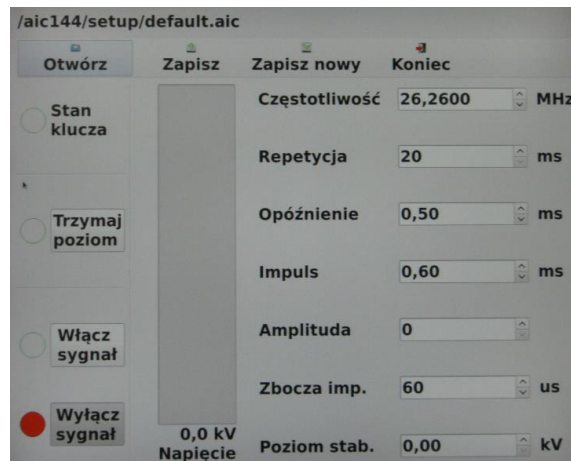 /aic144/setup/default.aic
Otwórz Zapisz Zapisz nowy Koniec
Stan
klucza
Trzymaj
poziom
Włącz
sygnał
Wyłącz
sygnał
0,0 kV
Napięcie
Częstotliwość 26,2600 MHz
Repetycja 20 ms
Opóźnienie 0,50 ms
Impuls 0,60 ms
Amplituda 0
Zbocza imp. 60 us
Poziom stab. 0,00 kV